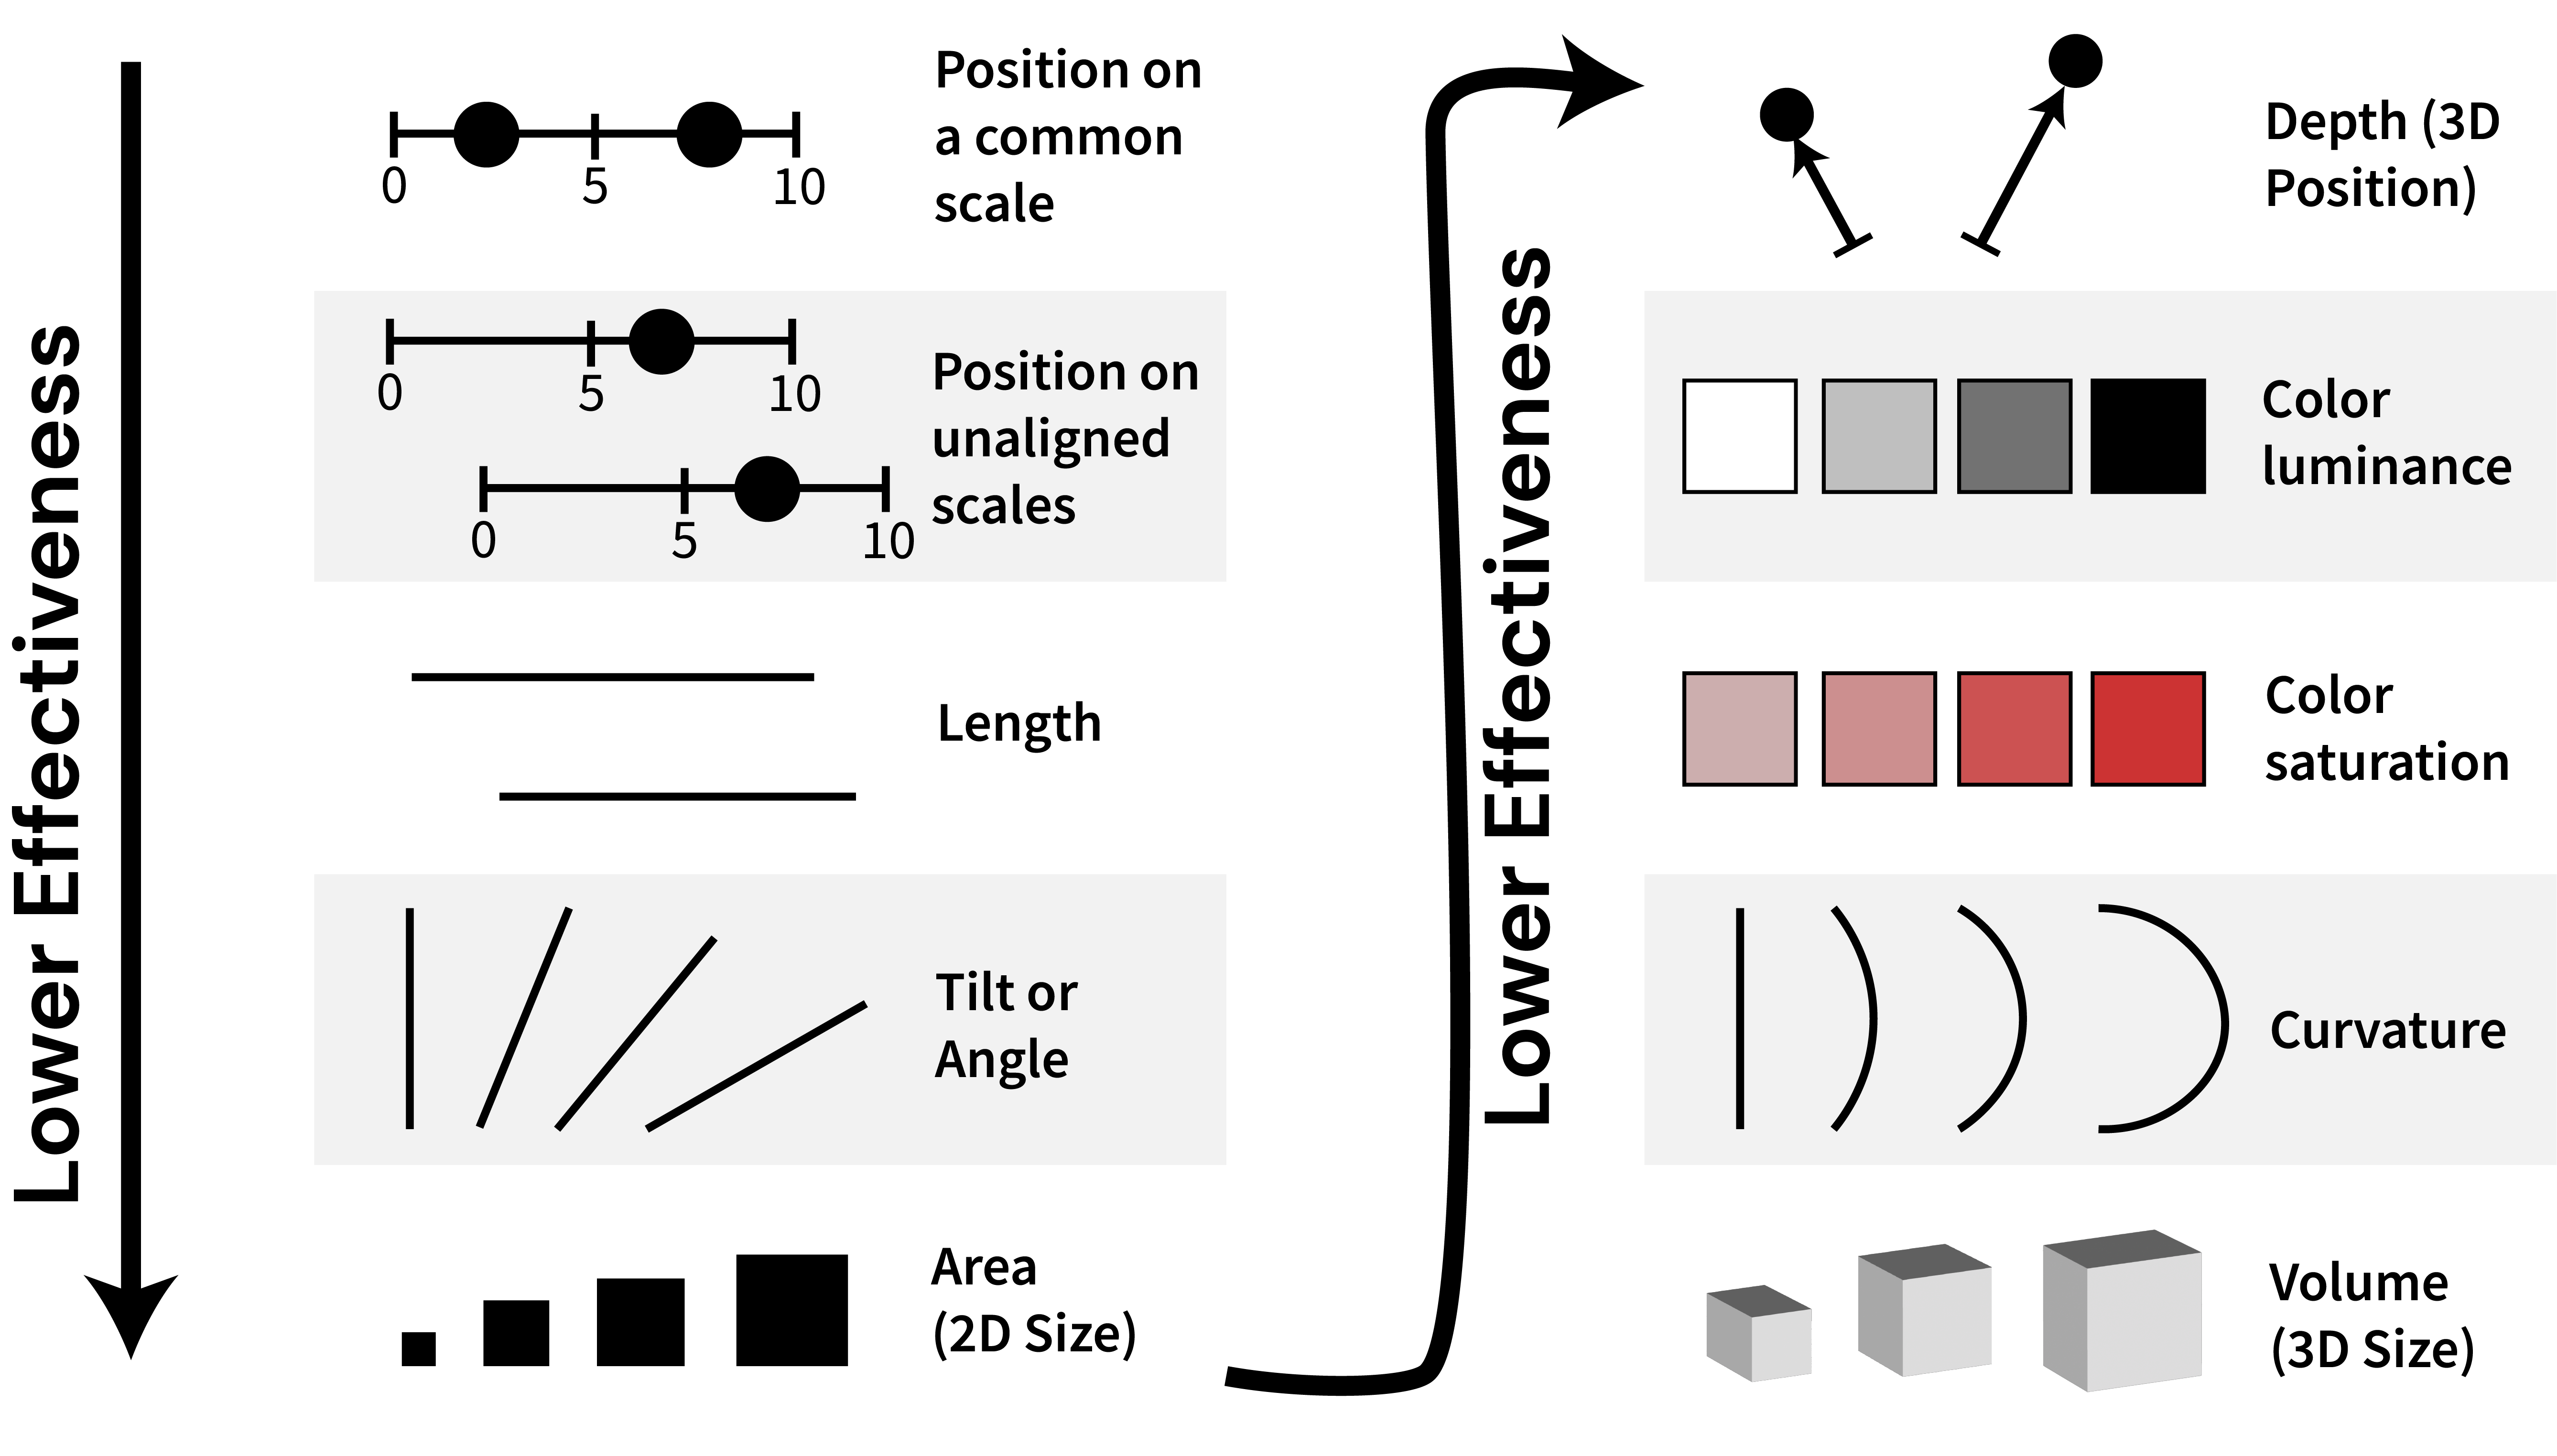 Lower Effectiveness
0 5 10
Position on
a common
scale
0 5 10
0 5 10
Position on
unaligned
scales
Length
Tilt or
Angle
Area
(2D Size)
Lower Effectiveness
Depth (3D
Position)
Color
luminance
Color
saturation
Curvature
Volume
(3D Size)